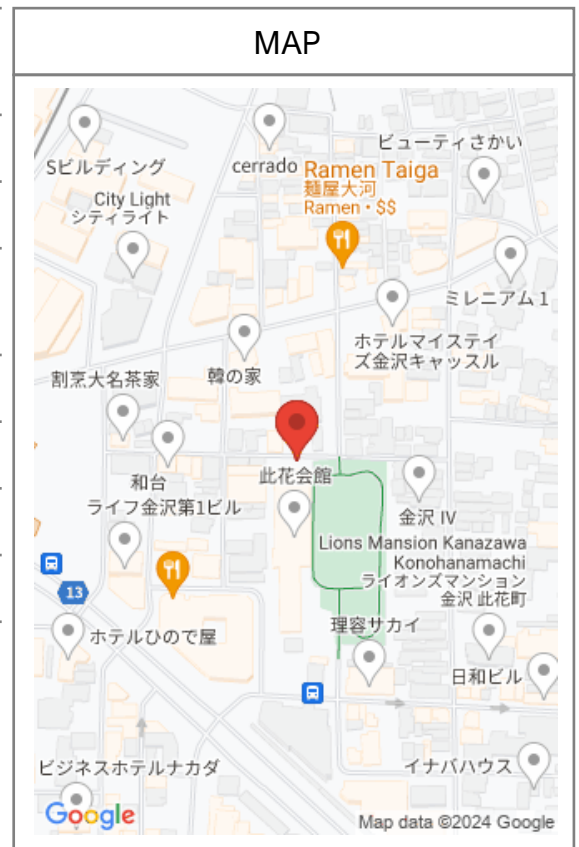 MAP
Sビルディング
cerrado
ビューティさかい
Ramen Taiga
麺屋大河
Ramen・$$
City Light
シティライト
ミレニアム 1
ホテルマイステイ
ズ金沢キャッスル
割烹大名茶家
韓の家
此花会館
和台
ライフ金沢第1ビル
金沢 IV
Lions Mansion Kanazawa
Konohanamachi
ライオンズマンション
金沢 此花町
13
ホテルひので屋
理容サカイ
日和ビル
ビジネスホテルナカダ
イナバハウス
Google
Map data ©2024 Google